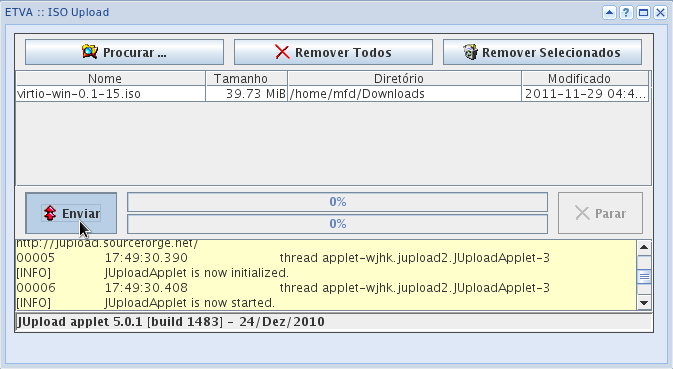 ETVA :: ISO Upload
Procurar ... Remover Todos Remover Selecionados
Nome Tamanho Diretório Modificado
virtio-win-0.1-15.iso 39.73 MiB /home/mfd/Downloads 2011-11-29 04:4...
0%
Enviar Parar
0%
http://jupload.sourceforge.net/
00005 17:49:30.390 thread applet-wjhk.jupload2.JUploadApplet-3
[INFO] JUploadApplet is now initialized.
00006 17:49:30.408 thread applet-wjhk.jupload2.JUploadApplet-3
[INFO] JUploadApplet is now started.
JUpload applet 5.0.1 [build 1483] - 24/Dez/2010